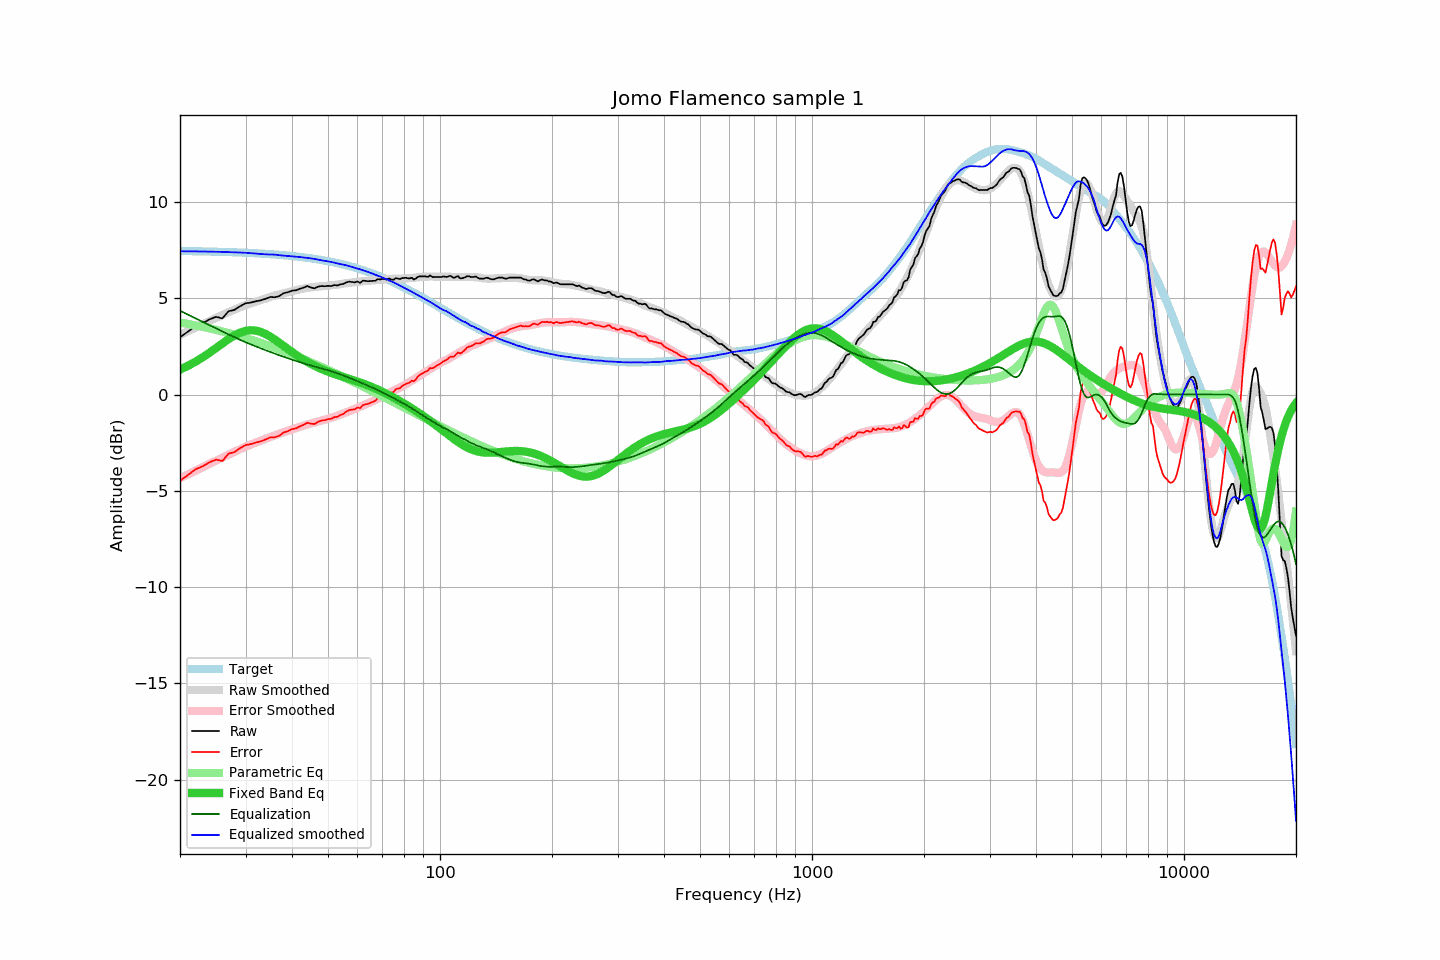 Jomo Flamenco sample 1
10
5
0
−5
−10
−15
−20
Amplitude (dBr)
Target
Raw Smoothed
Error Smoothed
Raw
Error
Parametric Eq
Fixed Band Eq
Equalization
Equalized smoothed
100
1000
10000
Frequency (Hz)